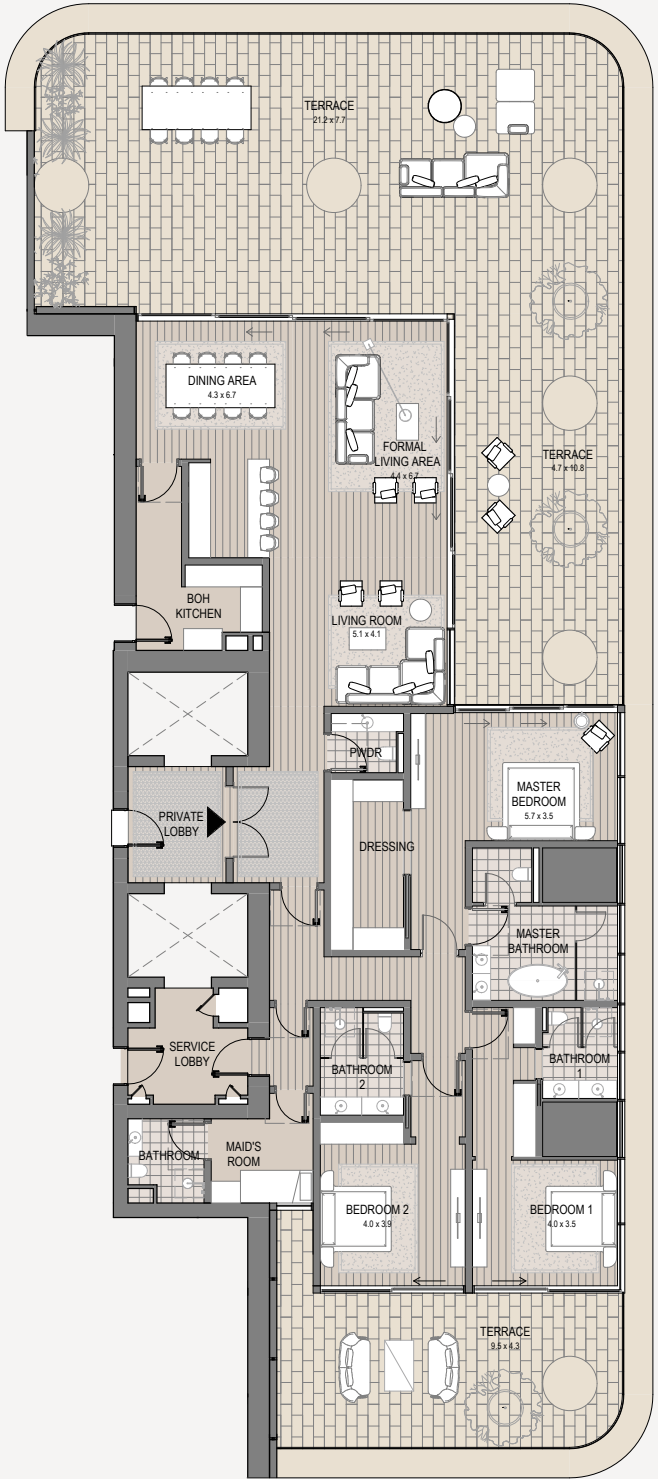 TERRACE
21.2 x 7.7
DINING AREA
4.3 x 6.7
FORMAL
LIVING AREA
4.4 x 6.7
TERRACE
4.7 x 10.8
BOH
KITCHEN
LIVING ROOM
5.1 x 4.1
PWDR
MASTER
BEDROOM
5.7 x 3.5
PRIVATE
LOBBY
DRESSING
MASTER
BATHROOM
SERVICE
LOBBY
BATHROOM
2
BATHROOM
1
BATHROOM
MAID'S
ROOM
BEDROOM 2
4.0 x 3.9
BEDROOM 1
4.0 x 3.5
TERRACE
9.5 x 4.3